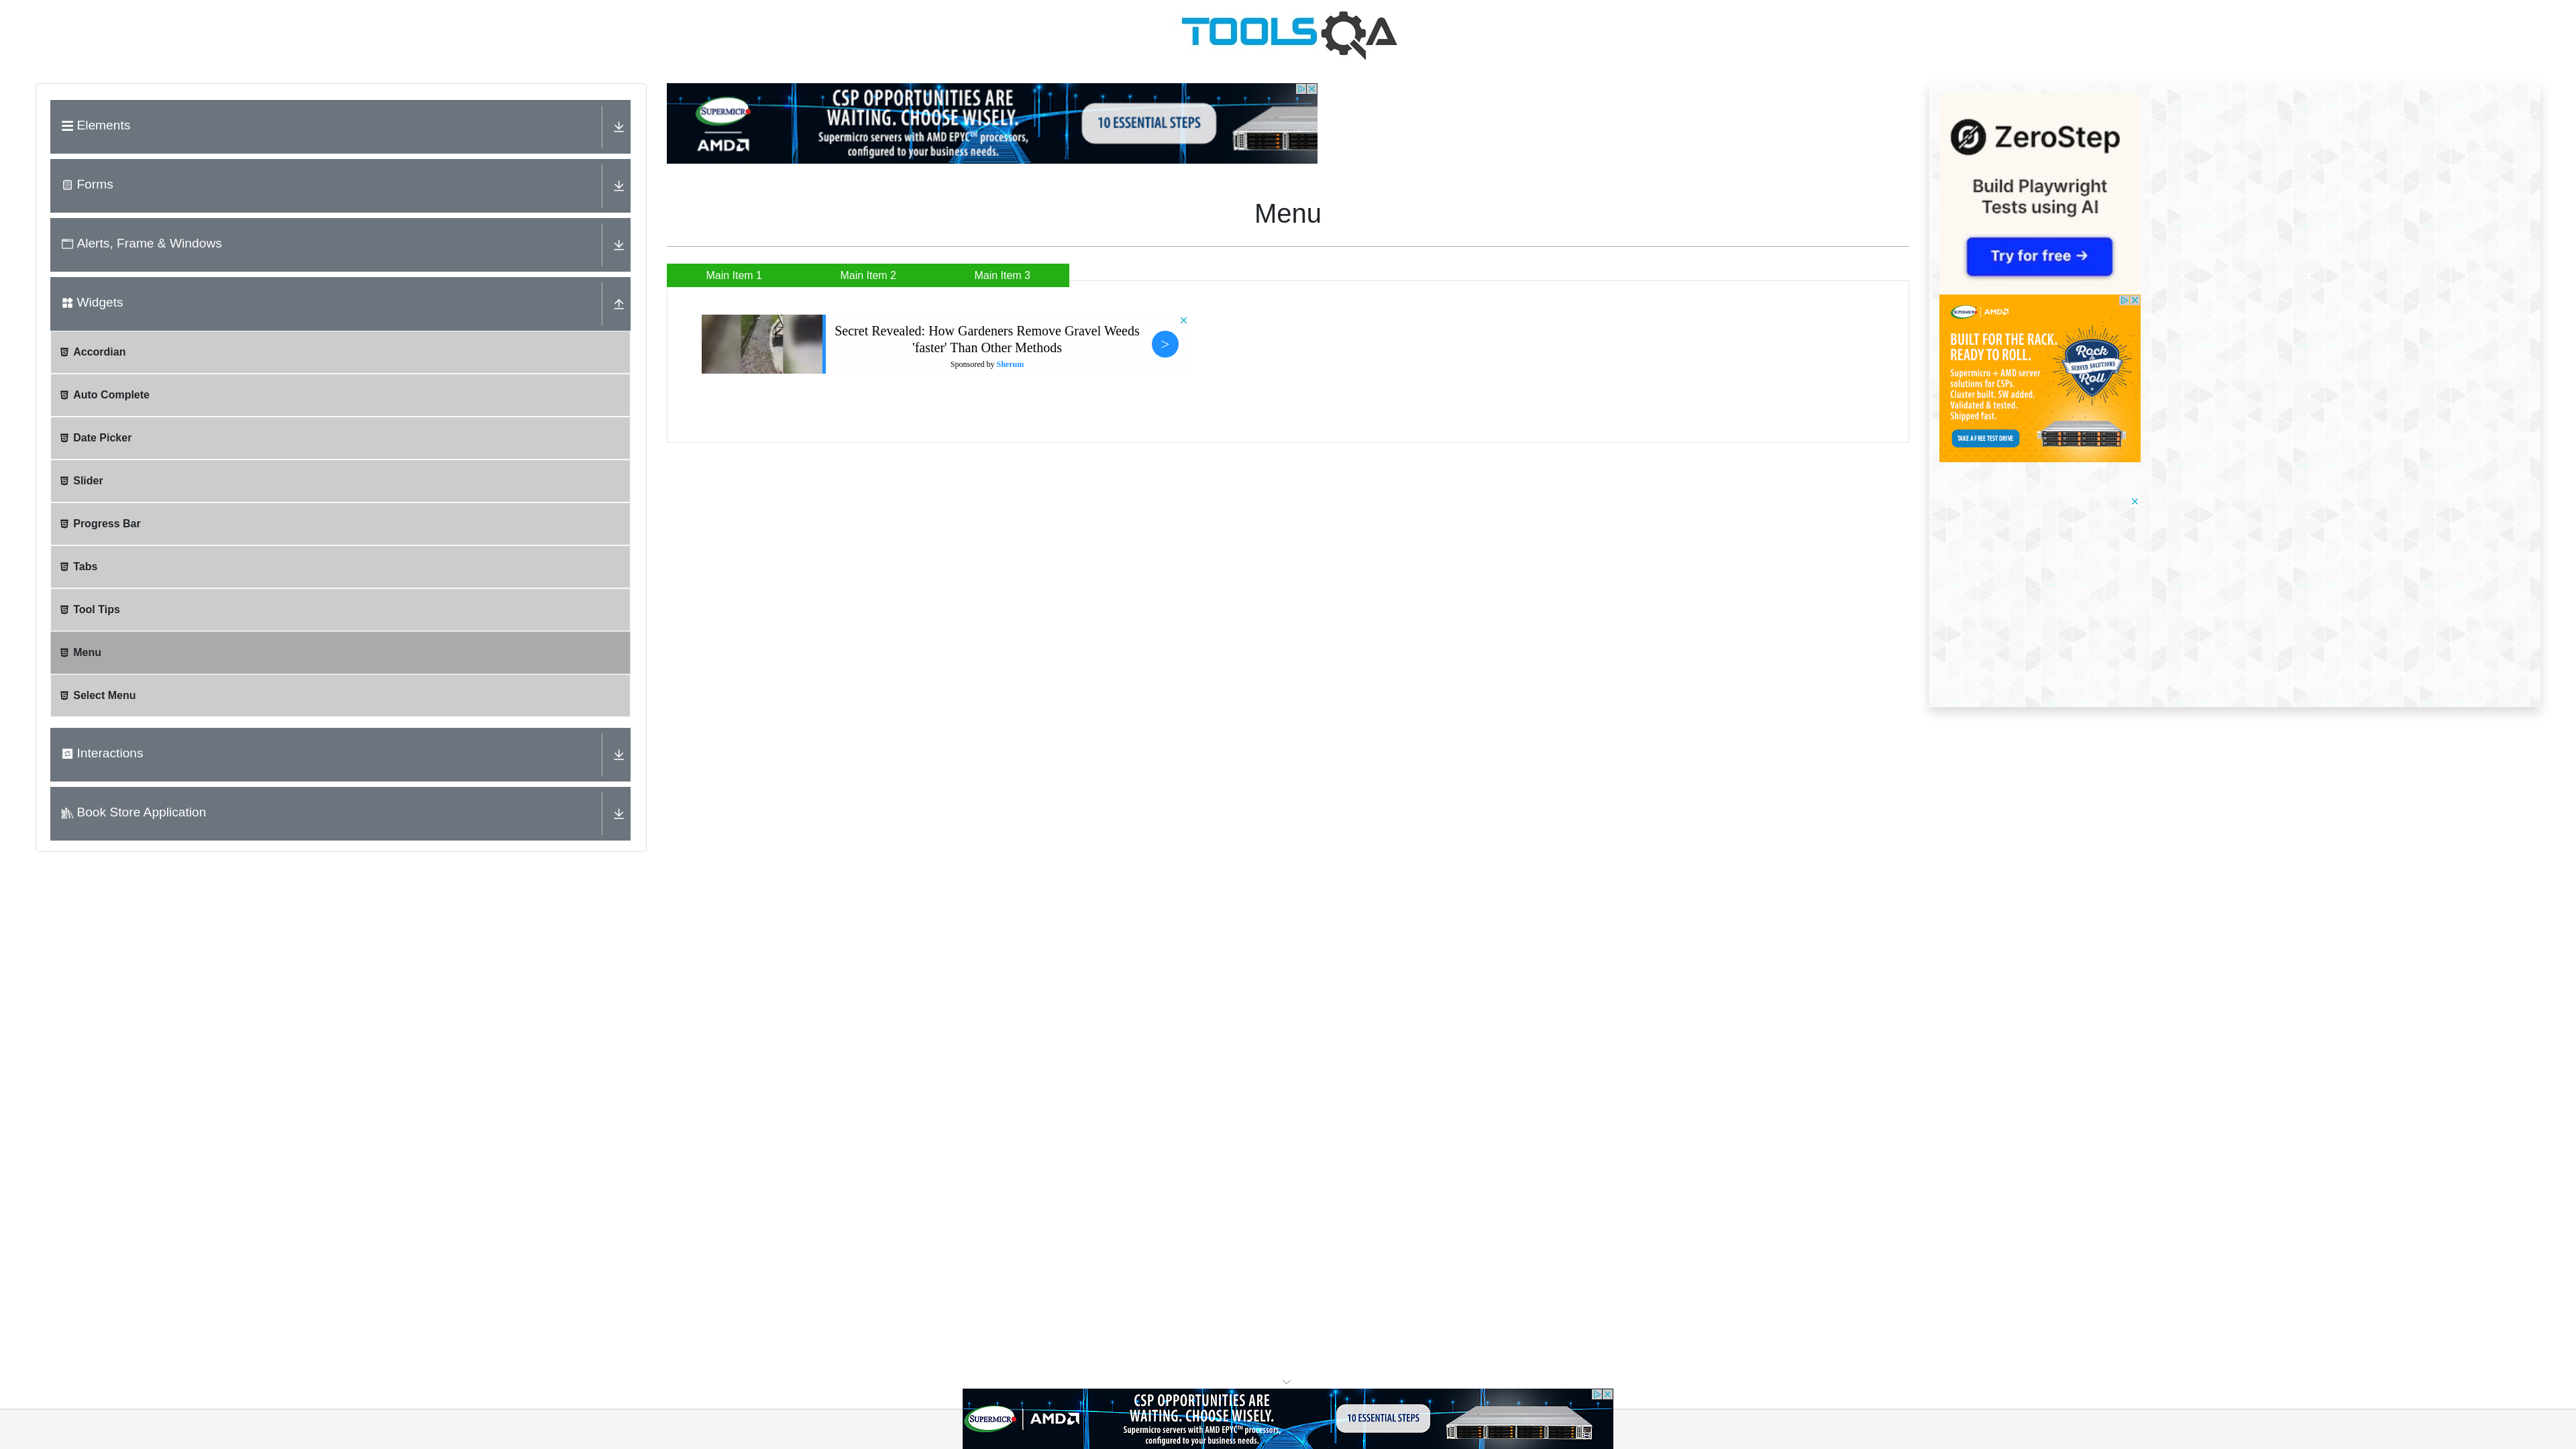 TOOLSQA
Elements
Forms
Alerts, Frame & Windows
Widgets
Accordian
Auto Complete
Date Picker
Slider
Progress Bar
Tabs
Tool Tips
Menu
Select Menu
Interactions
Book Store Application
SUPERMICRO
AMD
CSP OPPORTUNITIES ARE
WAITING. CHOOSE WISELY.
Supermicro servers with AMD EPYC™ processors,
configured to your business needs.
10 ESSENTIAL STEPS
Menu
Main Item 1
Main Item 2
Main Item 3
Secret Revealed: How Gardeners Remove Gravel Weeds
'faster' Than Other Methods
Sponsored by Sherum
>
ZeroStep
Build Playwright
Tests using AI
Try for free →
SUPERMICRO | AMD
BUILT FOR THE RACK.
READY TO ROLL.
Supermicro + AMD server
solutions for CSPs.
Cluster built. SW added.
Validated & tested.
Shipped fast.
TAKE A FREE TEST DRIVE
Rack
SERVER SOLUTIONS
Roll
SUPERMICRO | AMD
CSP OPPORTUNITIES ARE
WAITING. CHOOSE WISELY.
Supermicro servers with AMD EPYC™ processors,
configured to your business needs.
10 ESSENTIAL STEPS